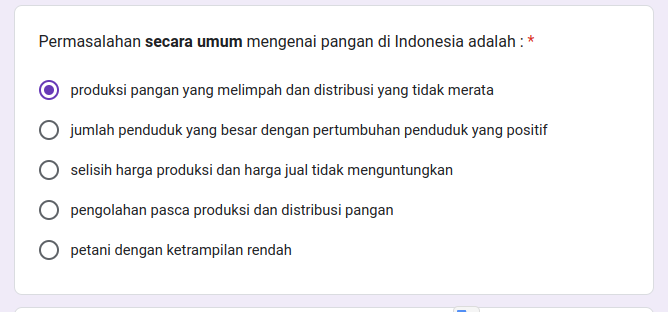 Permasalahan secara umum mengenai pangan di Indonesia adalah : *
produksi pangan yang melimpah dan distribusi yang tidak merata
jumlah penduduk yang besar dengan pertumbuhan penduduk yang positif
selisih harga produksi dan harga jual tidak menguntungkan
pengolahan pasca produksi dan distribusi pangan
petani dengan ketrampilan rendah